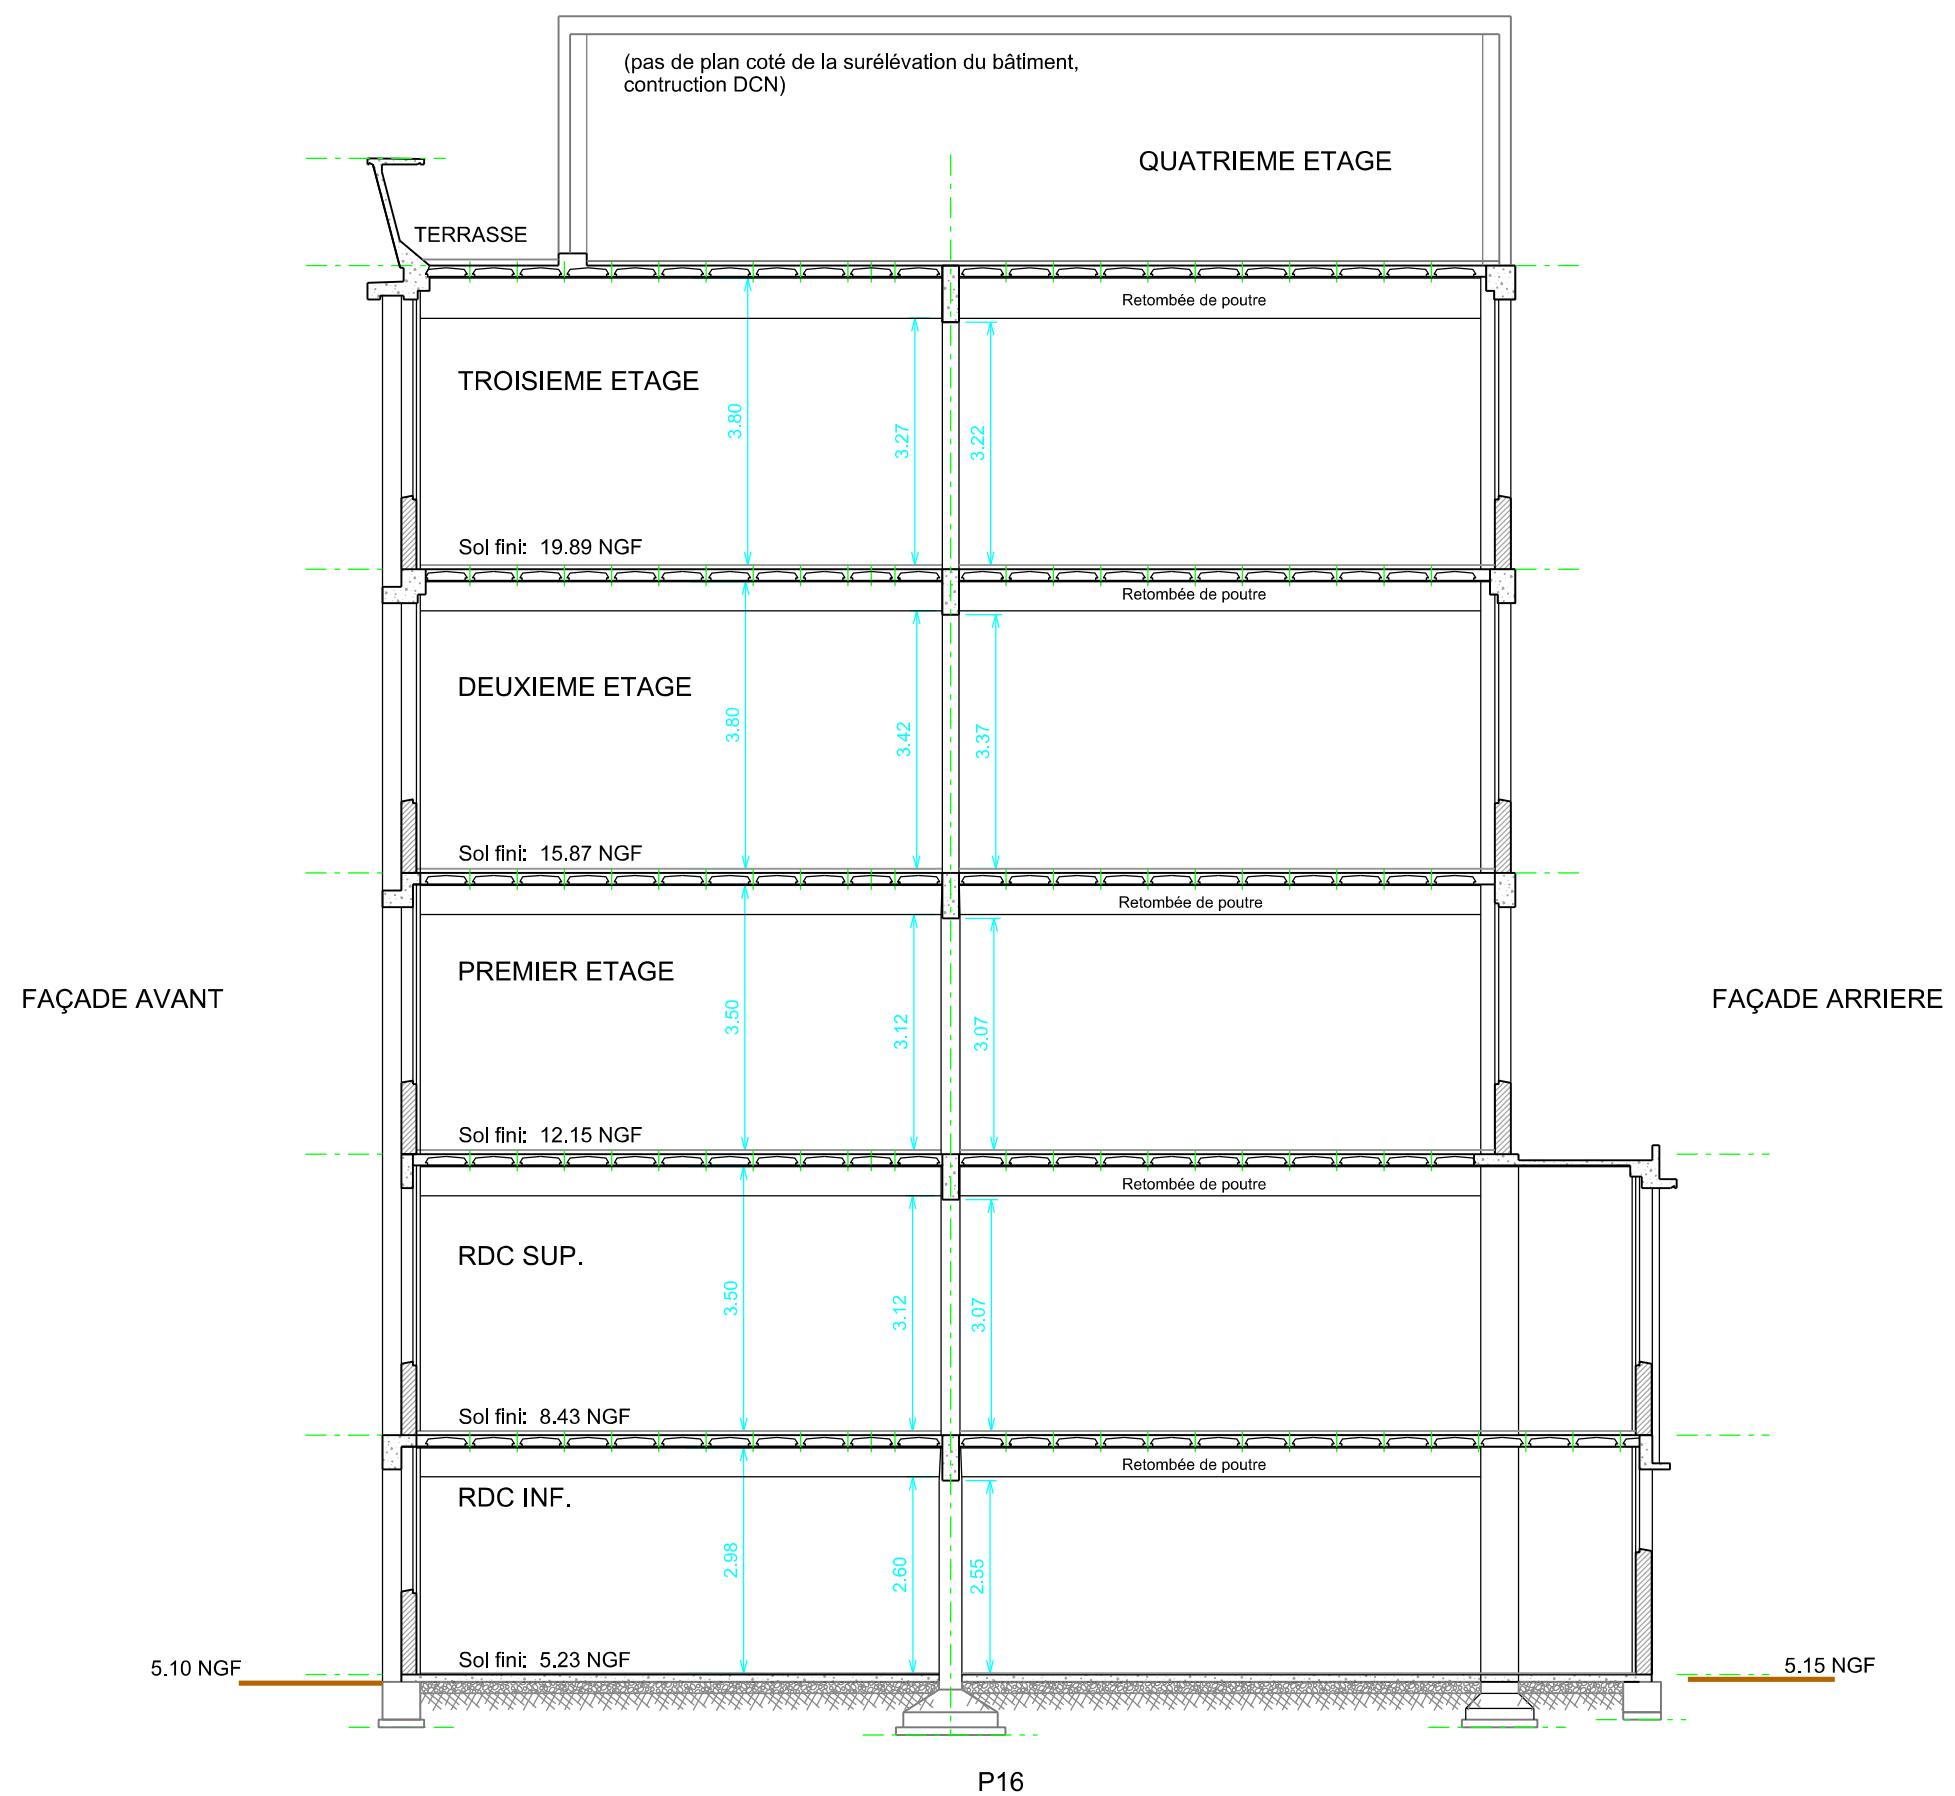 (pas de plan coté de la surélévation du bâtiment,
contruction DCN)
QUATRIEME ETAGE
TERRASSE
Retombée de poutre
TROISIEME ETAGE
3.80
3.27
3.22
Sol fini: 19.89 NGF
Retombée de poutre
DEUXIEME ETAGE
3.80
3.42
3.37
Sol fini: 15.87 NGF
Retombée de poutre
PREMIER ETAGE
FAÇADE AVANT
FAÇADE ARRIERE
3.50
3.12
3.07
Sol fini: 12.15 NGF
Retombée de poutre
RDC SUP.
3.50
3.12
3.07
Sol fini: 8.43 NGF
Retombée de poutre
RDC INF.
2.98
2.60
2.55
Sol fini: 5.23 NGF
5.10 NGF
5.15 NGF
P16